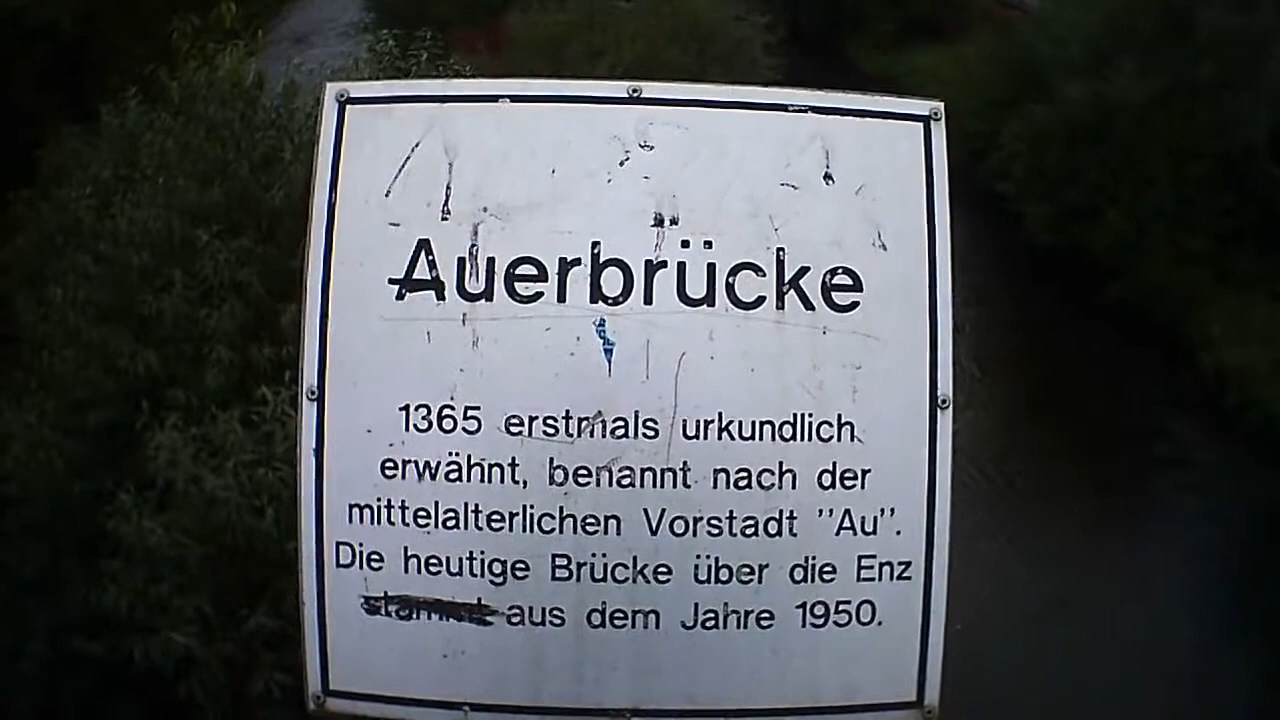 Auerbrücke
1365 erstmals urkundlich
erwähnt, benannt nach der
mittelalterlichen Vorstadt "Au".
Die heutige Brücke über die Enz
stammt aus dem Jahre 1950.